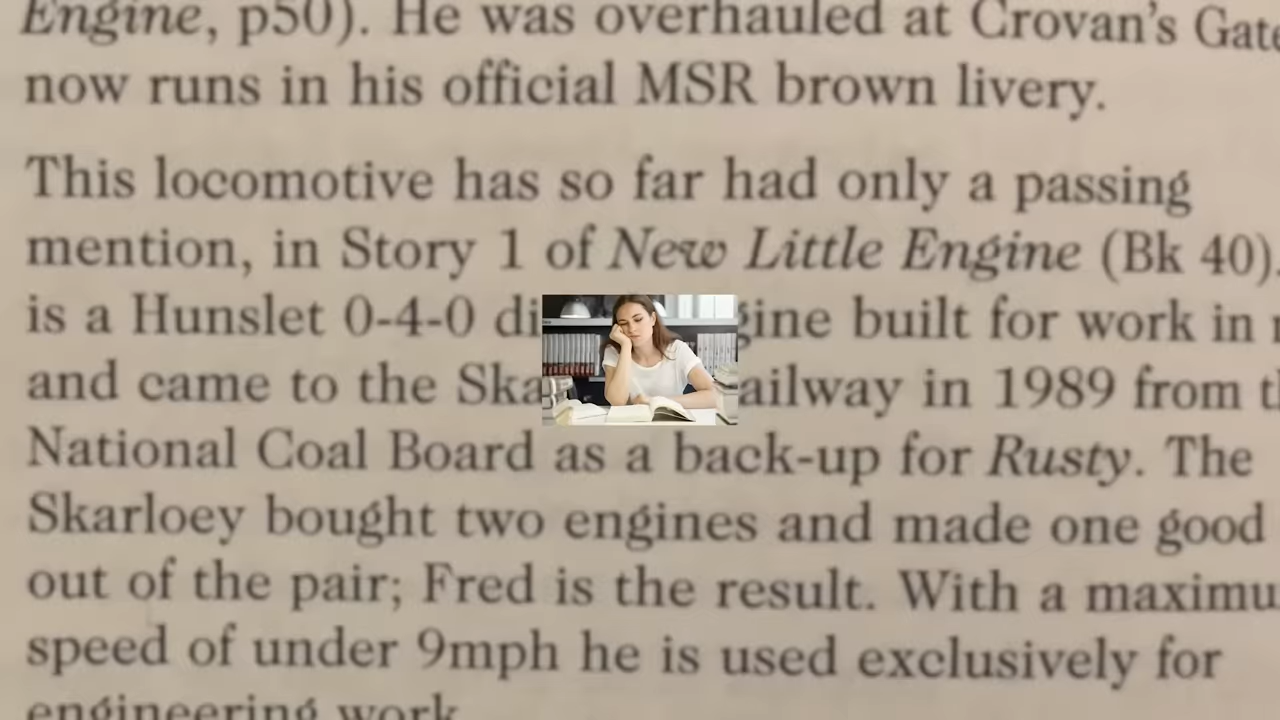 Engine, p50). He was overhauled at Crovan's Gate
now runs in his official MSR brown livery.
This locomotive has so far had only a passing
mention, in Story 1 of New Little Engine (Bk 40).
is a Hunslet 0-4-0 gine built for work in
and came to the ailway in 1989 from
National Coal Board as a back-up for Rusty. The
Skarloey bought two engines and made one good
out of the pair; Fred is the result. With a
speed of under 9mph he is used exclusively for
engineering work